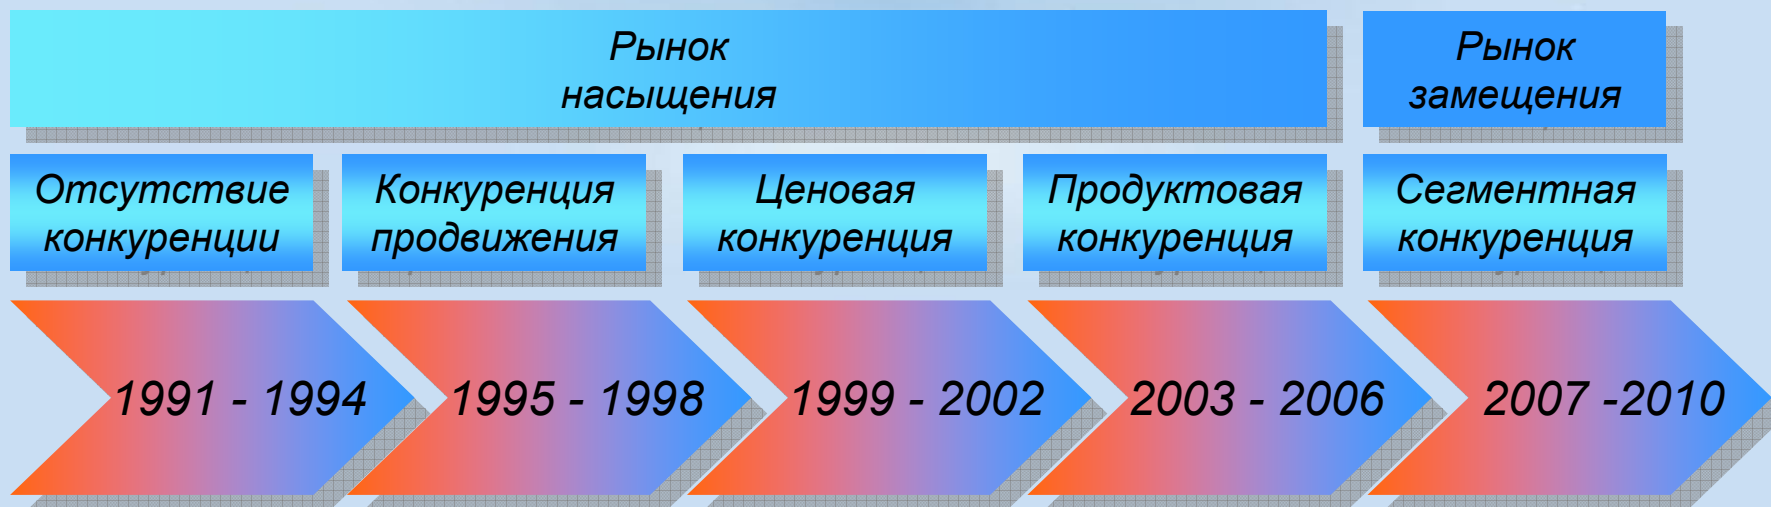 Рынок
насыщения
Рынок
замещения
Отсутствие
конкуренции
Конкуренция
продвижения
Ценовая
конкуренция
Продуктовая
конкуренция
Сегментная
конкуренция
1991 - 1994
1995 - 1998
1999 - 2002
2003 - 2006
2007 -2010